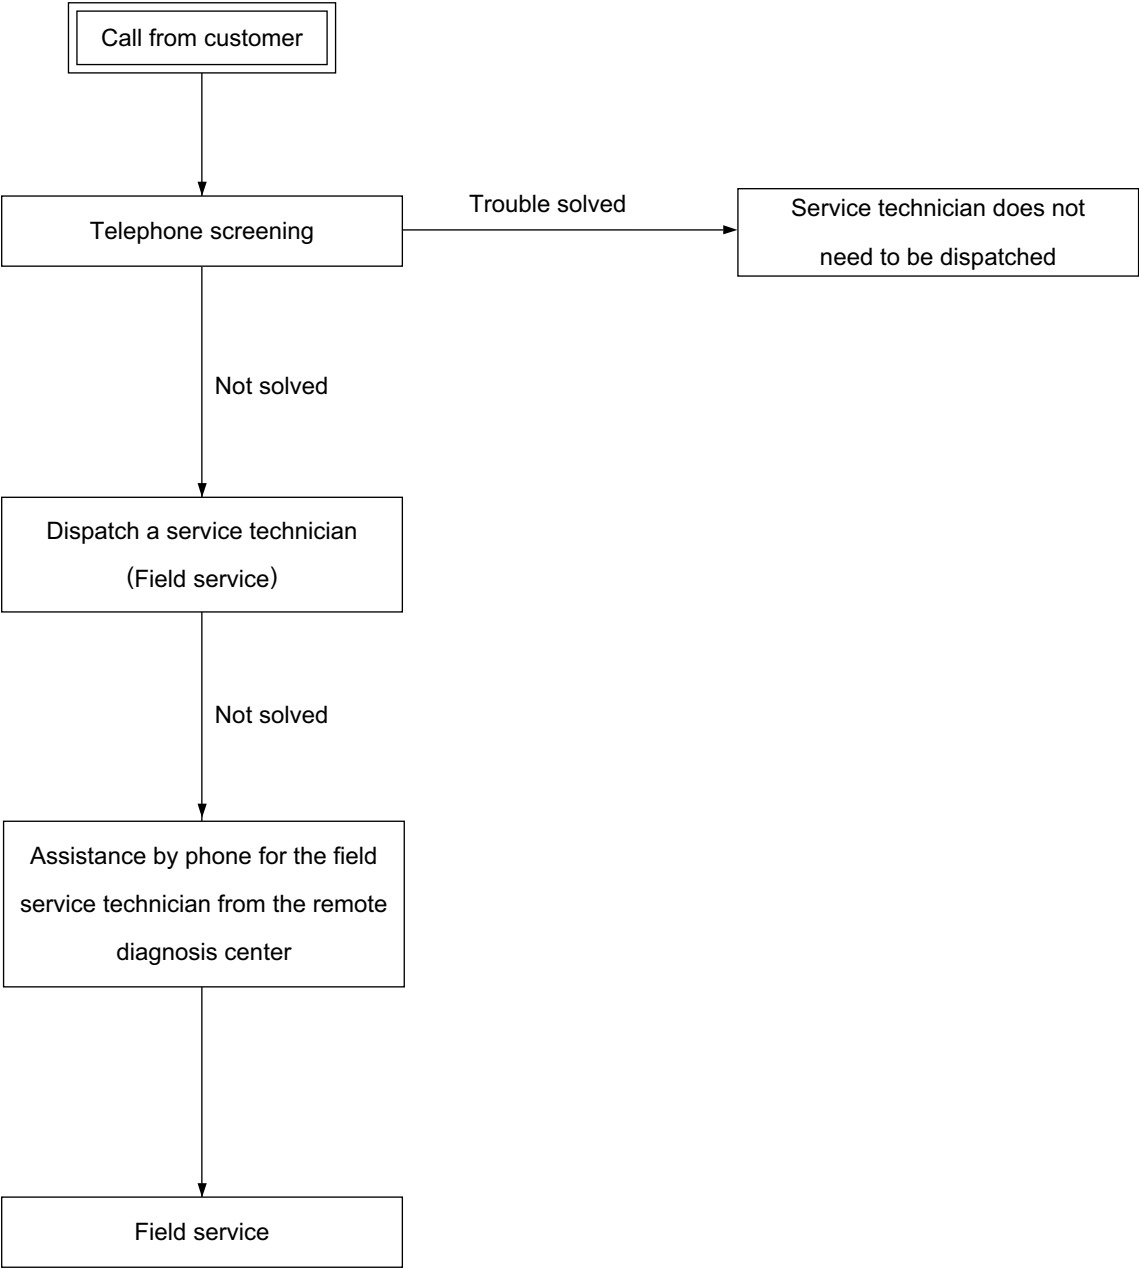 Call from customer
Telephone screening
Trouble solved
Service technician does not
need to be dispatched
Not solved
Dispatch a service technician
(Field service)
Not solved
Assistance by phone for the field
service technician from the remote
diagnosis center
Field service